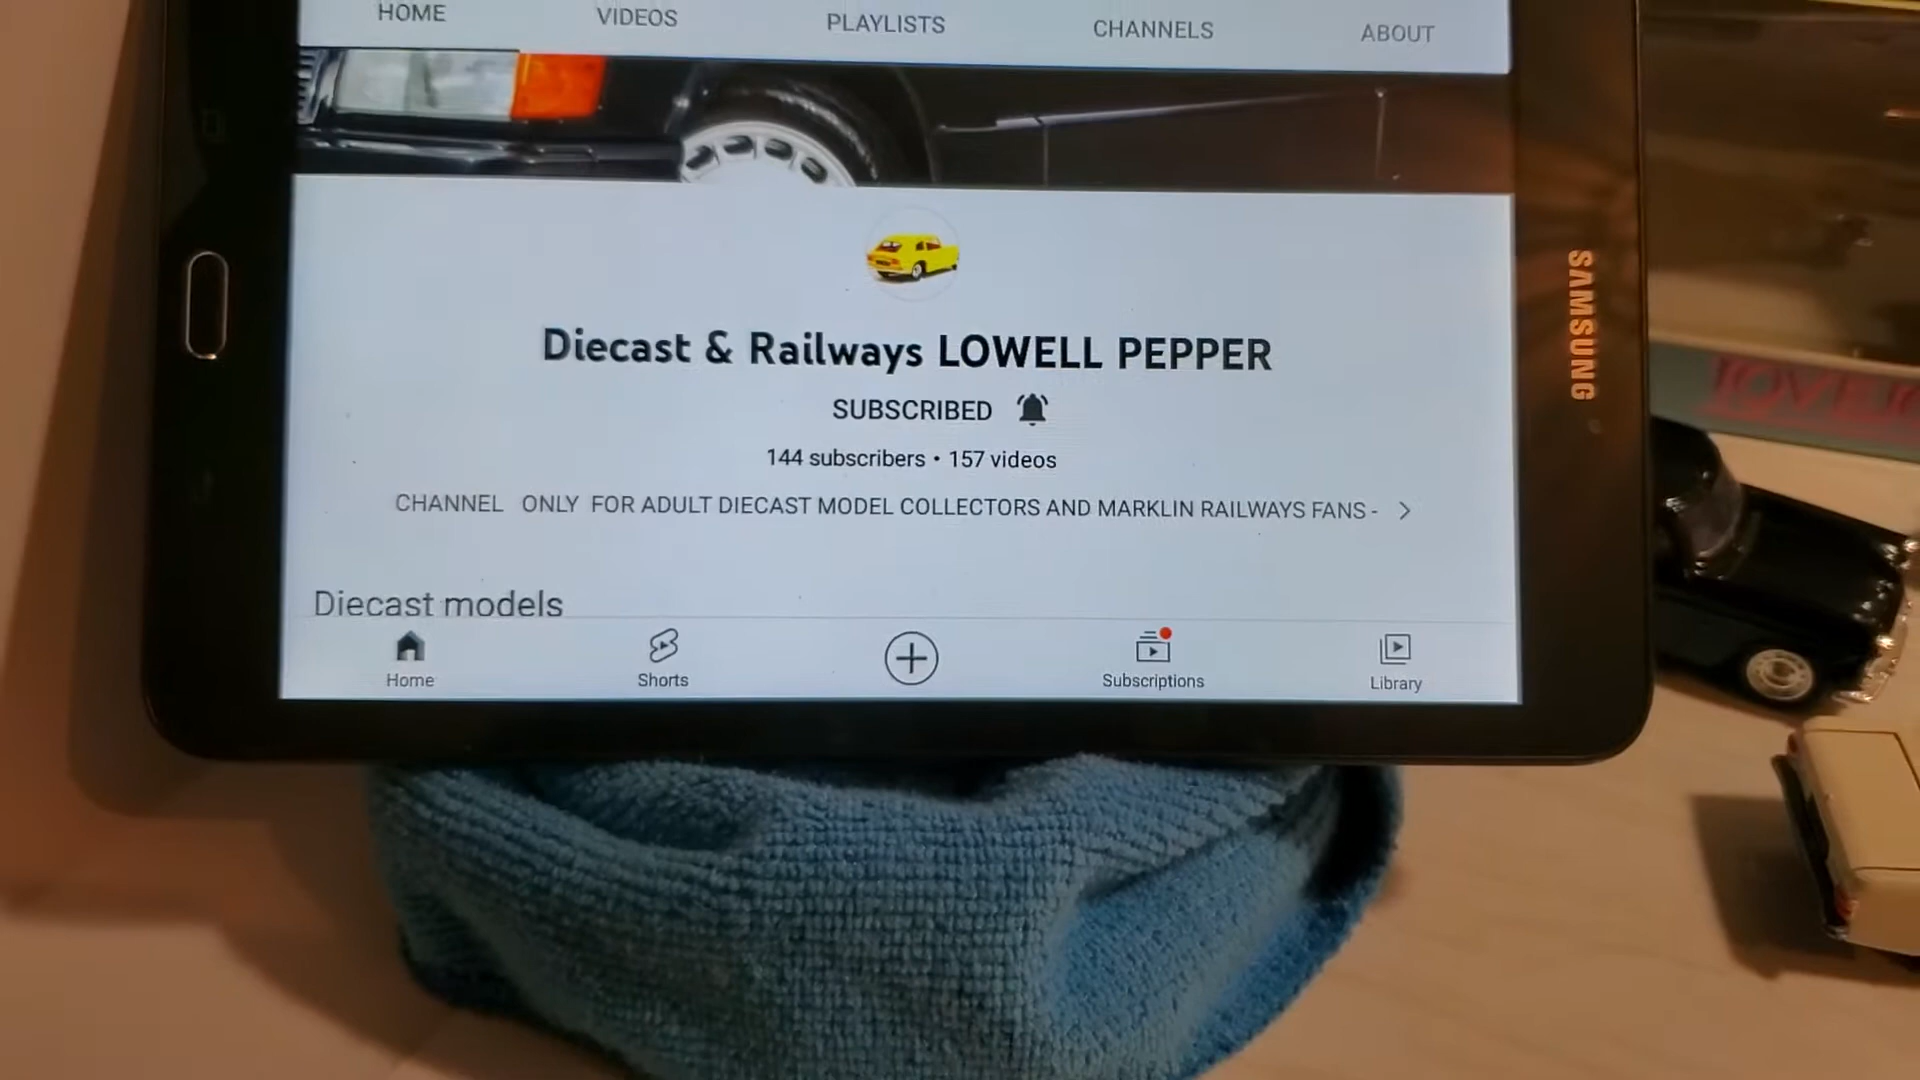 HOME VIDEOS PLAYLISTS CHANNELS ABOUT
Diecast & Railways LOWELL PEPPER
SUBSCRIBED
144 subscribers • 157 videos
CHANNEL ONLY FOR ADULT DIECAST MODEL COLLECTORS AND MARKLIN RAILWAYS FANS -
Diecast models
Home Shorts Subscriptions Library
SAMSUNG